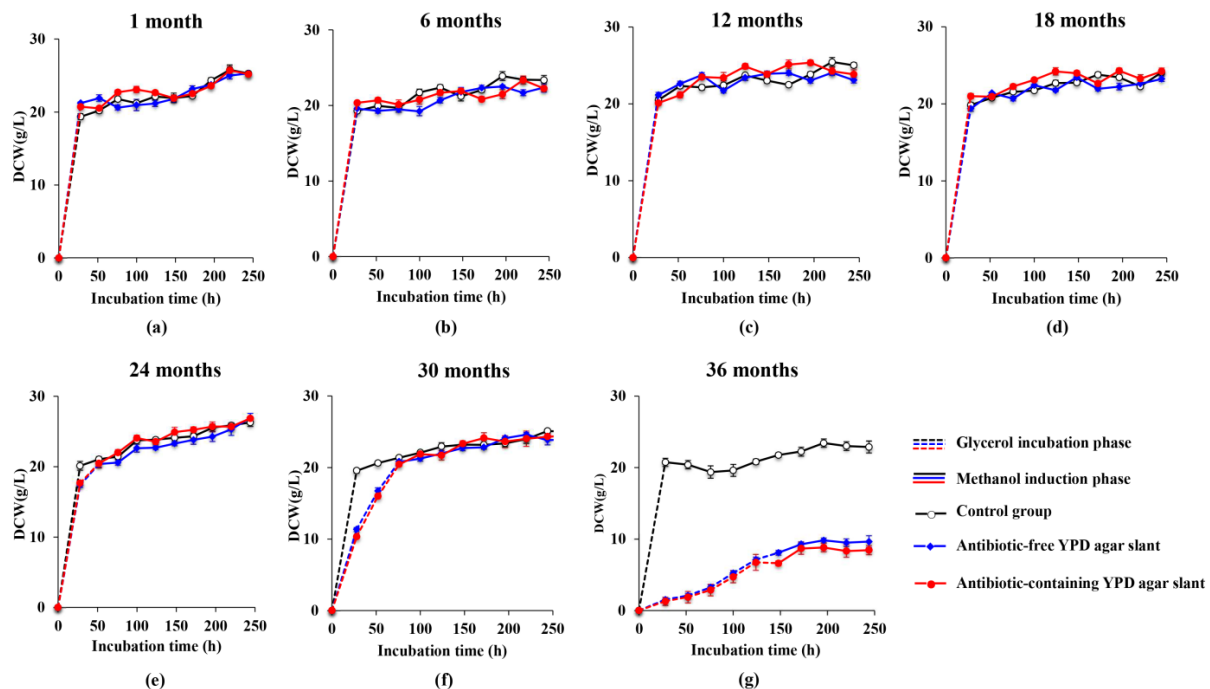 1 month
DCW(g/L)
30
20
10
0
0 50 100 150 200 250
Incubation time (h)
(a)
6 months
DCW(g/L)
30
20
10
0
0 50 100 150 200 250
Incubation time (h)
(b)
12 months
DCW(g/L)
30
20
10
0
0 50 100 150 200 250
Incubation time (h)
(c)
18 months
DCW(g/L)
30
20
10
0
0 50 100 150 200 250
Incubation time (h)
(d)
24 months
DCW(g/L)
30
20
10
0
0 50 100 150 200 250
Incubation time (h)
(e)
30 months
DCW(g/L)
30
20
10
0
0 50 100 150 200 250
Incubation time (h)
(f)
36 months
DCW(g/L)
30
20
10
0
0 50 100 150 200 250
Incubation time (h)
(g)
Glycerol incubation phase
Methanol induction phase
Control group
Antibiotic-free YPD agar slant
Antibiotic-containing YPD agar slant